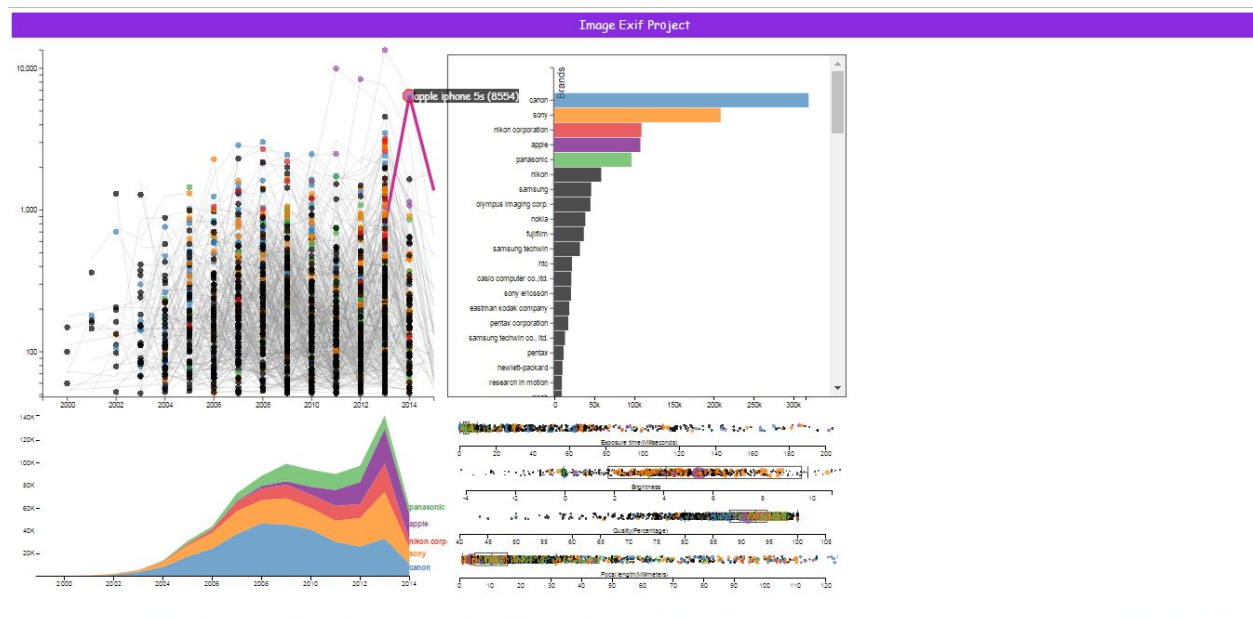 Image Exif Project
10,000
1,000
100
apple iphone 5s (8554)
2000 2002 2004 2006 2008 2010 2012 2014
Brands
canon
sony
nikon corporation
apple
panasonic
nikon
samsung
olympus imaging corp.
nokia
fujifilm
samsung techwin
htc
casio computer co.,ltd.
sony ericsson
eastman kodak company
pentax corporation
samsung techwin co., ltd.
pentax
hewlett-packard
research in motion
0 50k 100k 150k 200k 250k 300k
140K
120K
100K
80K
60K
40K
20K
panasonic
apple
nikon corp
sony
canon
2000 2002 2004 2006 2008 2010 2012 2014
Exposure time(Milliseconds)
0 20 40 60 80 100 120 140 160 180 200
Brightness
-4 -2 0 2 4 6 8 10
Quality(Percentage)
40 45 50 55 60 65 70 75 80 85 90 95 100 105
Focal length(Milimeters)
0 10 20 30 40 50 60 70 80 90 100 110 120